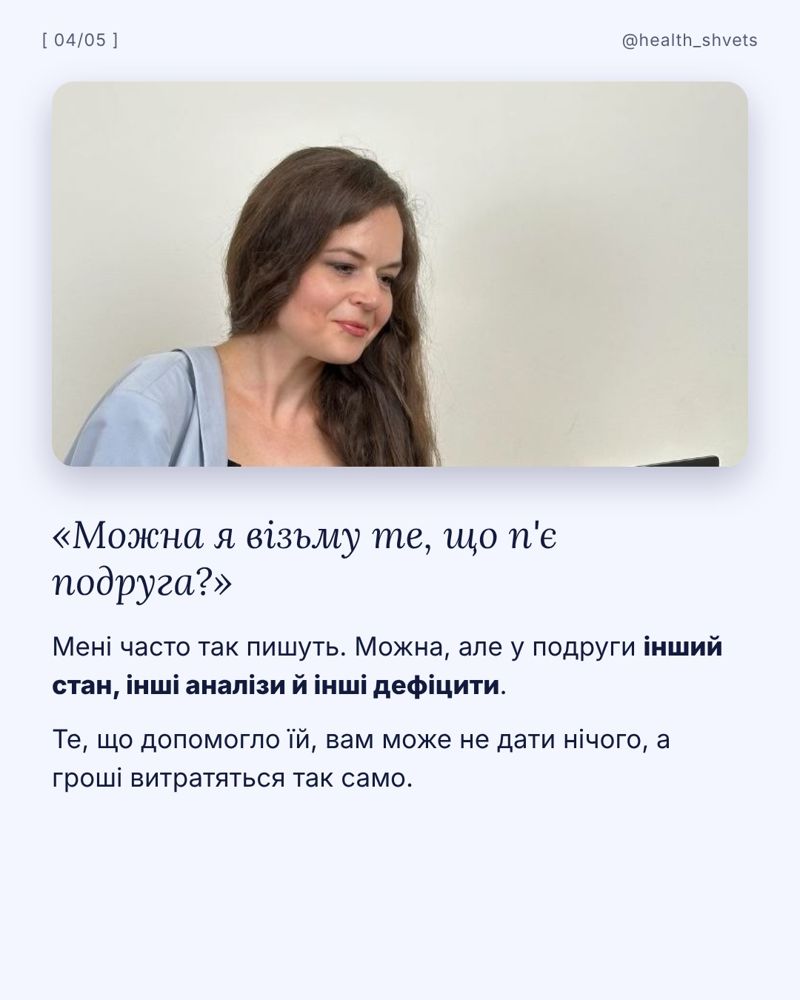 [ 04/05 ]
@health_shvets
«Можна я візьму те, що п'є
подруга?»
Мені часто так пишуть. Можна, але у подруги інший
стан, інші аналізи й інші дефіцити.
Те, що допомогло їй, вам може не дати нічого, а
гроші витратяться так само.